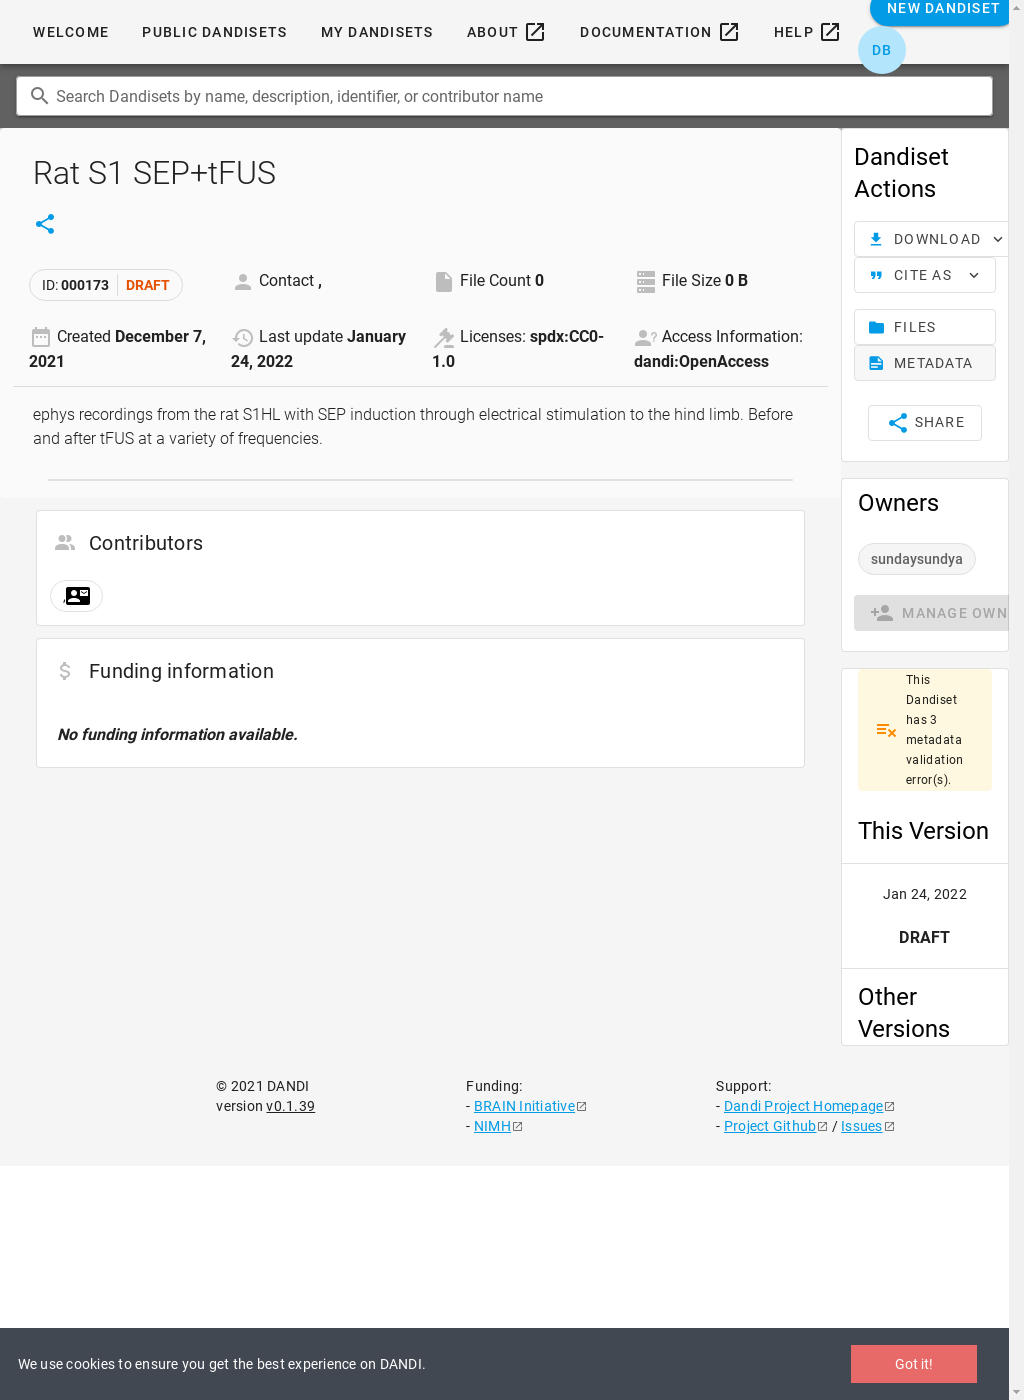 WELCOME PUBLIC DANDISETS MY DANDISETS ABOUT DOCUMENTATION HELP NEW DANDISET
DB
Search Dandisets by name, description, identifier, or contributor name
Rat S1 SEP+tFUS
ID: 000173 DRAFT
Contact ,
File Count 0
File Size 0 B
Created December 7,
2021
Last update January
24, 2022
Licenses: spdx:CC0-
1.0
Access Information:
dandi:OpenAccess
ephys recordings from the rat S1HL with SEP induction through electrical stimulation to the hind limb. Before
and after tFUS at a variety of frequencies.
Contributors
,
Funding information
No funding information available.
Dandiset
Actions
DOWNLOAD
CITE AS
FILES
METADATA
SHARE
Owners
sundaysundya
MANAGE OWN
This
Dandiset
has 3
metadata
validation
error(s).
This Version
Jan 24, 2022
DRAFT
Other
Versions
© 2021 DANDI
version v0.1.39
Funding:
- BRAIN Initiative
- NIMH
Support:
- Dandi Project Homepage
- Project Github / Issues
We use cookies to ensure you get the best experience on DANDI.
Got it!